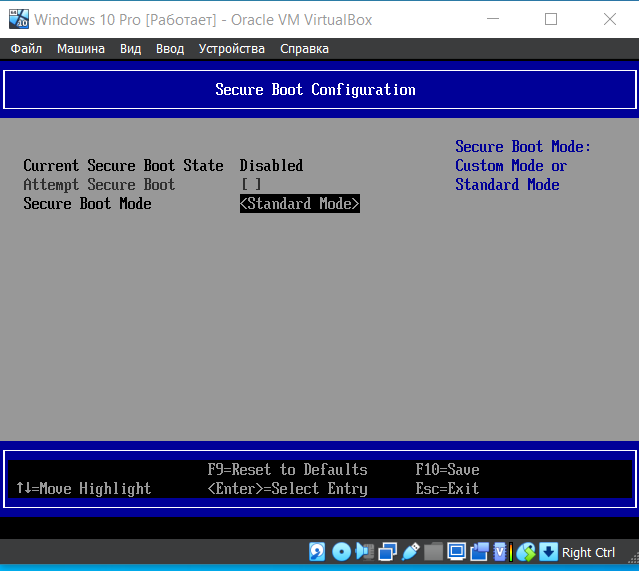 Windows 10 Pro [Работает] - Oracle VM VirtualBox
Файл Машина Вид Ввод Устройства Справка
Secure Boot Configuration
Secure Boot Mode:
Current Secure Boot State Disabled Custom Mode or
Attempt Secure Boot [ ] Standard Mode
Secure Boot Mode <Standard Mode>
F9=Reset to Defaults F10=Save
↑↓=Move Highlight <Enter>=Select Entry Esc=Exit
Right Ctrl